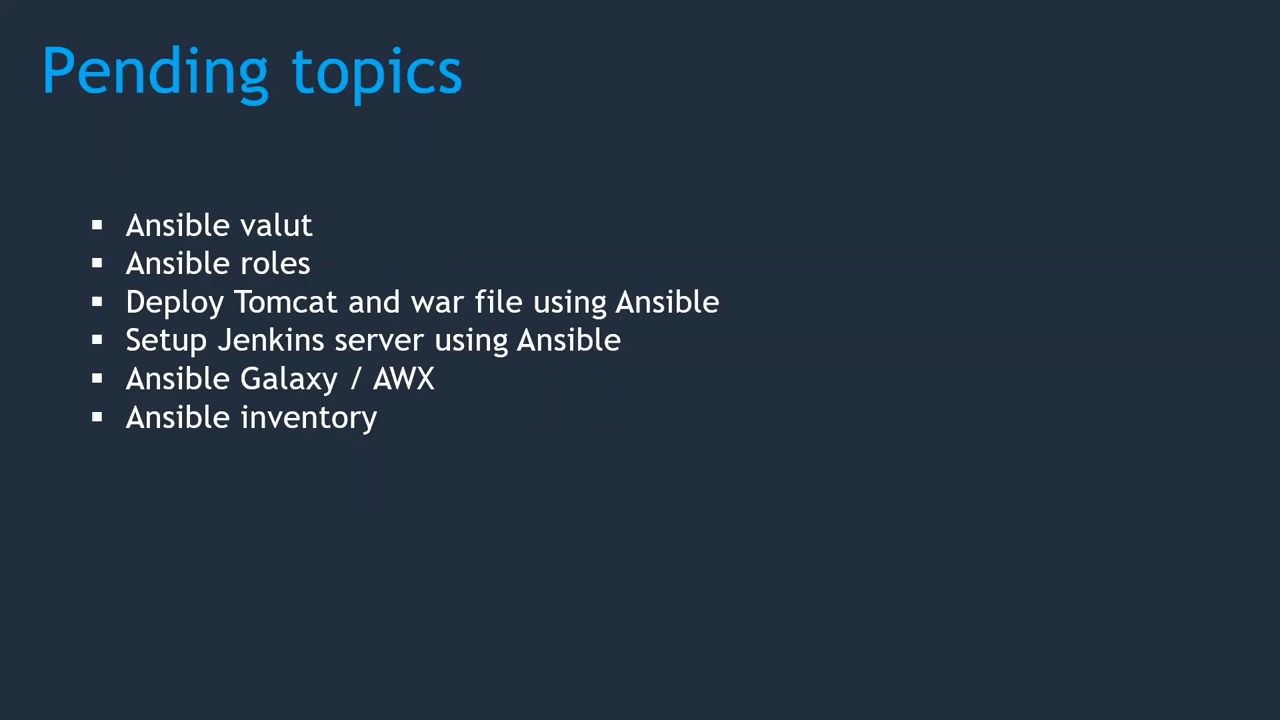 Pending topics
▪ Ansible valut
▪ Ansible roles
▪ Deploy Tomcat and war file using Ansible
▪ Setup Jenkins server using Ansible
▪ Ansible Galaxy / AWX
▪ Ansible inventory